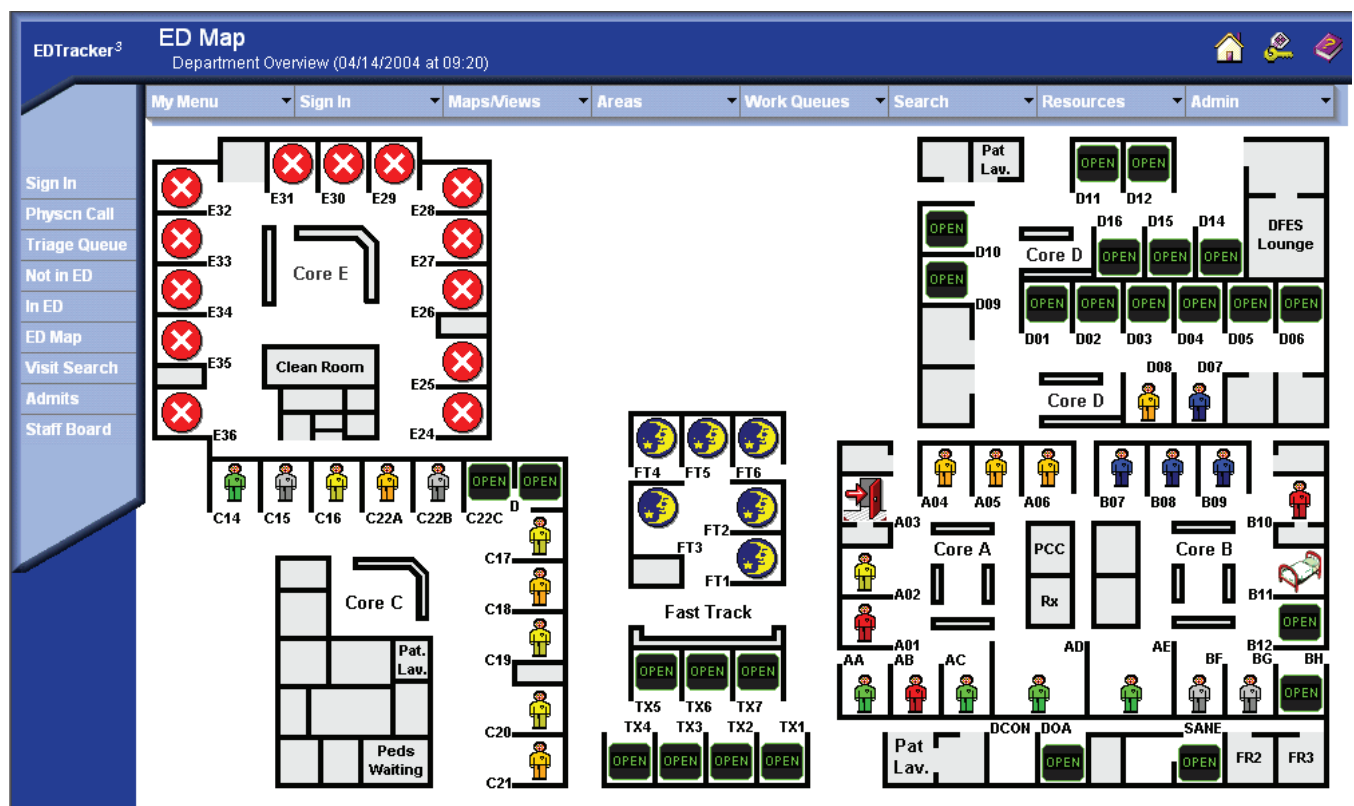 EDTracker³
ED Map
Department Overview (04/14/2004 at 09:20)
My Menu Sign In Maps/Views Areas Work Queues Search Resources Admin
Sign In
Physcn Call
Triage Queue
Not in ED
In ED
ED Map
Visit Search
Admits
Staff Board
E31 E30 E29
E32 E28
E33 E27
Core E
E34 E26
E35 E25
Clean Room
E36 E24
OPEN OPEN
D
C14 C15 C16 C22A C22B C22C
C17
C18
Core C
C19
Pat.
Lav.
C20
Peds
Waiting
C21
FT4 FT5 FT6
FT2
FT3
FT1
Fast Track
OPEN OPEN OPEN
TX5 TX6 TX7
TX4 TX3 TX2 TX1
OPEN OPEN OPEN OPEN
Pat
Lav.
OPEN OPEN
D11 D12
OPEN
D10
OPEN
D09
D16 D15 D14
Core D
OPEN OPEN OPEN
DFES
Lounge
OPEN OPEN OPEN OPEN OPEN OPEN
D01 D02 D03 D04 D05 D06
D08 D07
Core D
A04 A05 A06 B07 B08 B09
A03 B10
Core A PCC Core B
A02 Rx B11
OPEN
A01 B12
AA AB AC AD AE BF BG BH
OPEN
DCON DOA SANE
Pat
Lav.
OPEN OPEN
FR2 FR3